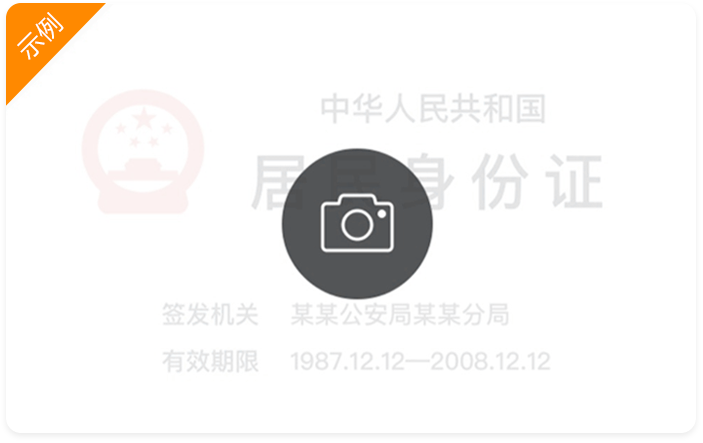 示例
中华人民共和国
居民身份证
签发机关 某某公安局某某分局
有效期限 1987.12.12—2008.12.12